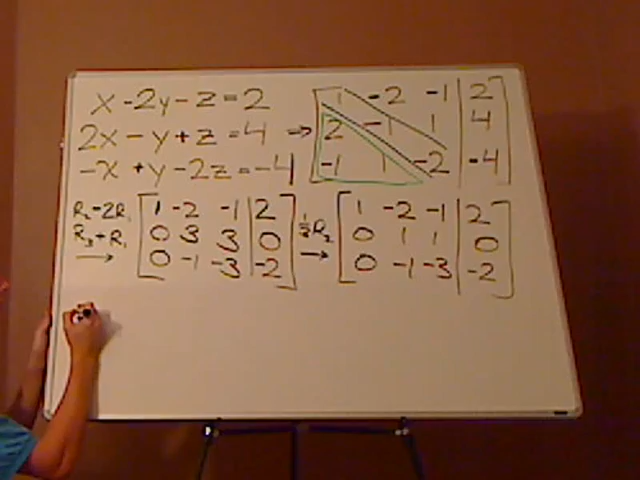 x - 2y - z = 2
2x - y + z = 4
-x + y - 2z = -4
→
1 -2 -1 | 2
2 -1 1 | 4
-1 1 -2 | -4
R₂-2R₁
R₃+R₁
→
1 -2 -1 | 2
0 3 3 | 0
0 -1 -3 | -2
⅓R₂
→
1 -2 -1 | 2
0 1 1 | 0
0 -1 -3 | -2